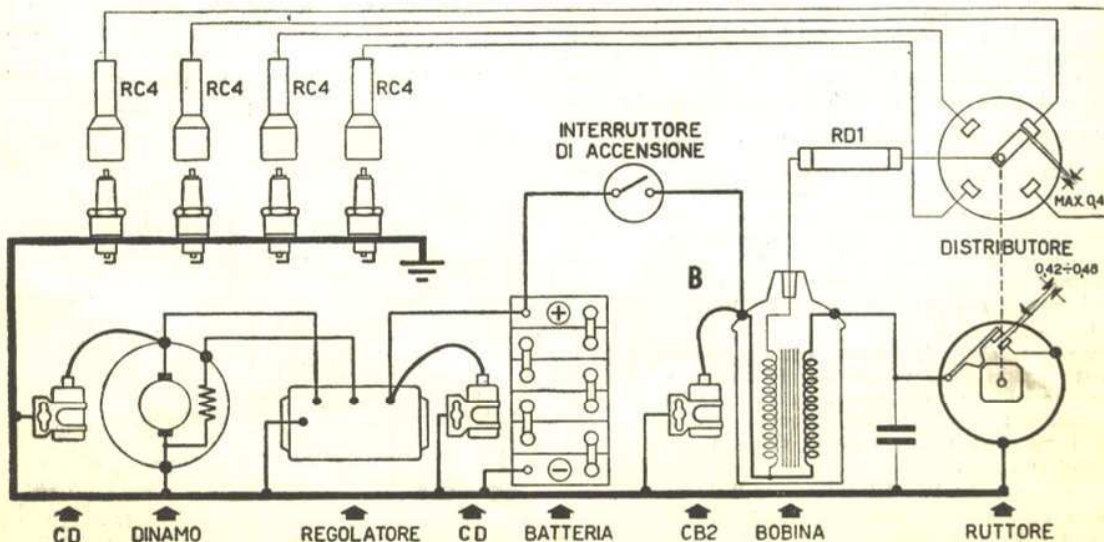 RC4 RC4 RC4 RC4
INTERRUTTORE
DI ACCENSIONE
RD1
MAX. 0,4
DISTRIBUTORE
0,42÷0,48
B
+
−
CD DINAMO REGOLATORE CD BATTERIA CB2 BOBINA RUTTORE